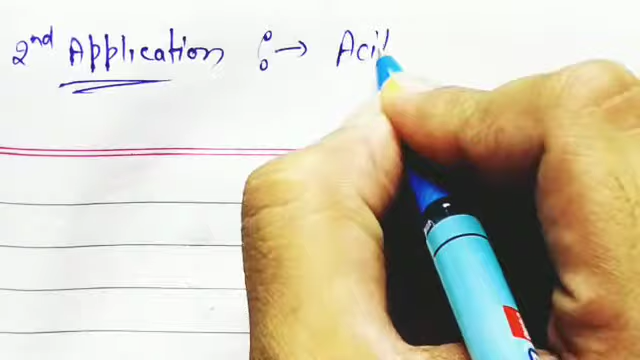 2nd Application :→ Aci